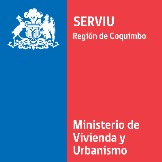 SERVIU
Región de Coquimbo
Ministerio de
Vivienda y
Urbanismo